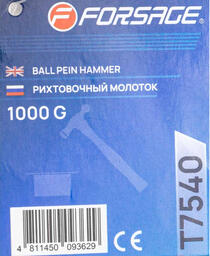 FORSAGE
BALL PEIN HAMMER
РИХТОВОЧНЫЙ МОЛОТОК
1000 G
T7540
4 811450 093629
CE